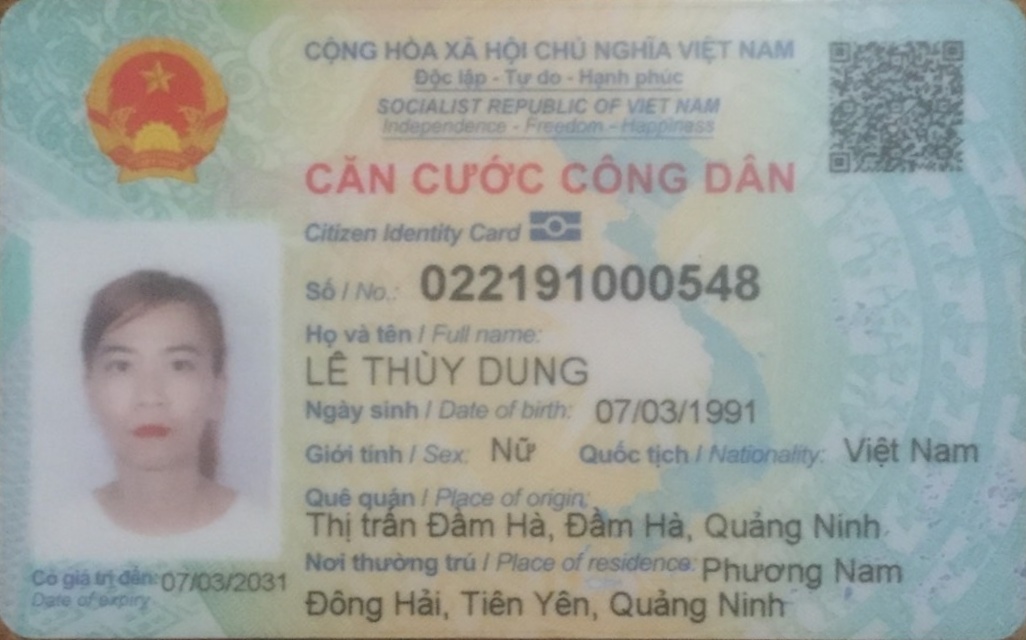 CỘNG HÒA XÃ HỘI CHỦ NGHĨA VIỆT NAM
Độc lập - Tự do - Hạnh phúc
SOCIALIST REPUBLIC OF VIET NAM
Independence - Freedom - Happiness
CĂN CƯỚC CÔNG DÂN
Citizen Identity Card
Số / No.: 022191000548
Họ và tên / Full name:
LÊ THÙY DUNG
Ngày sinh / Date of birth: 07/03/1991
Giới tính / Sex: Nữ Quốc tịch / Nationality: Việt Nam
Quê quán / Place of origin:
Thị trấn Đầm Hà, Đầm Hà, Quảng Ninh
Nơi thường trú / Place of residence: Phương Nam
Đông Hải, Tiên Yên, Quảng Ninh
Có giá trị đến: 07/03/2031
Date of expiry